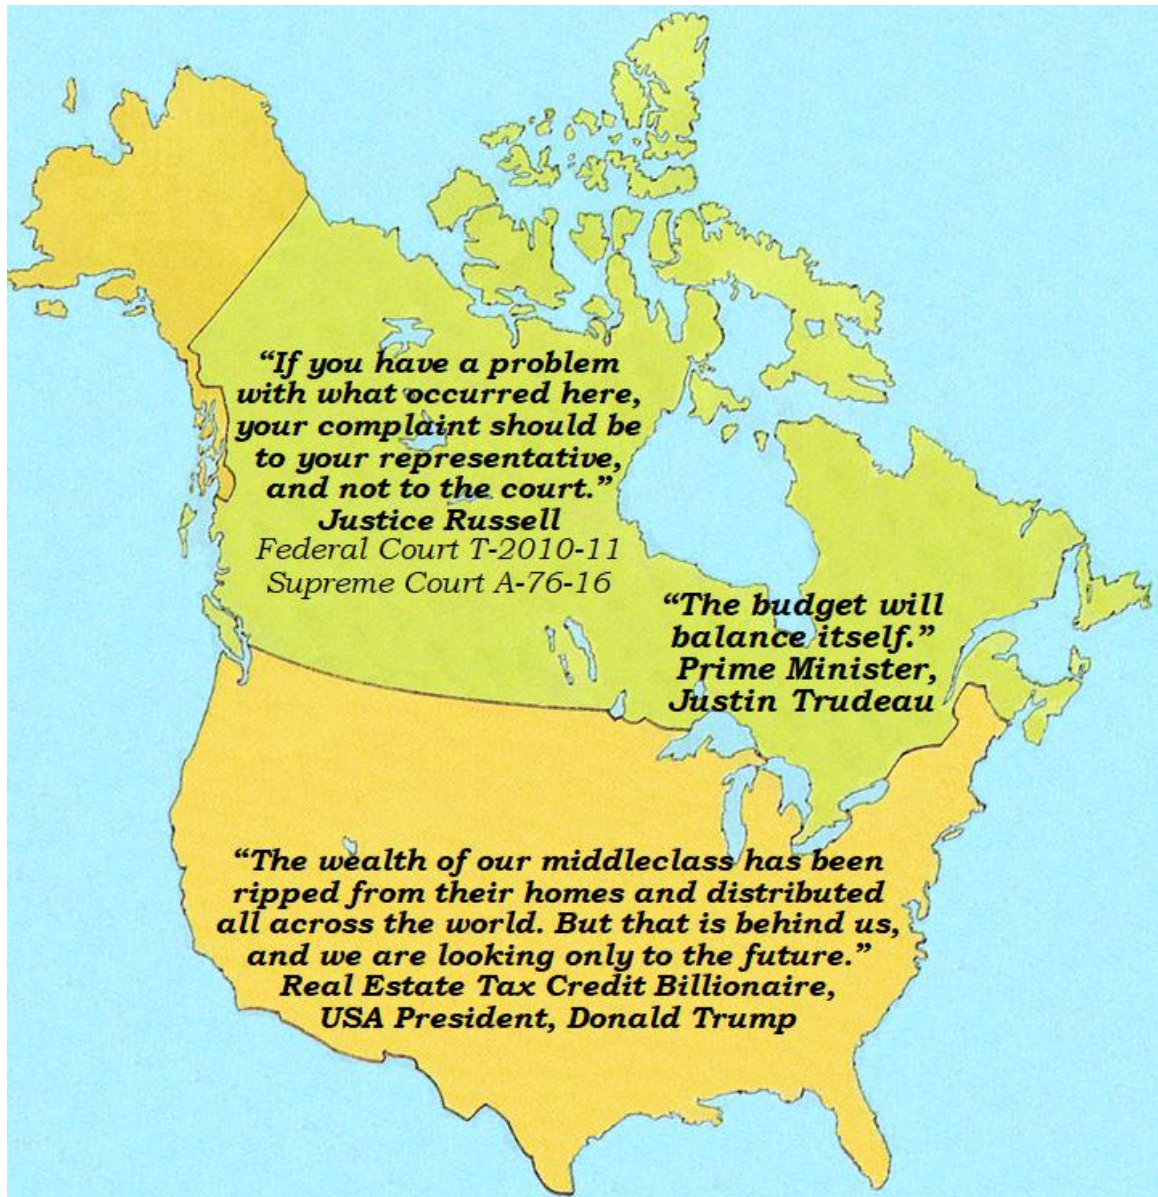 “If you have a problem
with what occurred here,
your complaint should be
to your representative,
and not to the court.”
Justice Russell
Federal Court T-2010-11
Supreme Court A-76-16
“The budget will
balance itself.”
Prime Minister,
Justin Trudeau
“The wealth of our middleclass has been
ripped from their homes and distributed
all across the world. But that is behind us,
and we are looking only to the future.”
Real Estate Tax Credit Billionaire,
USA President, Donald Trump